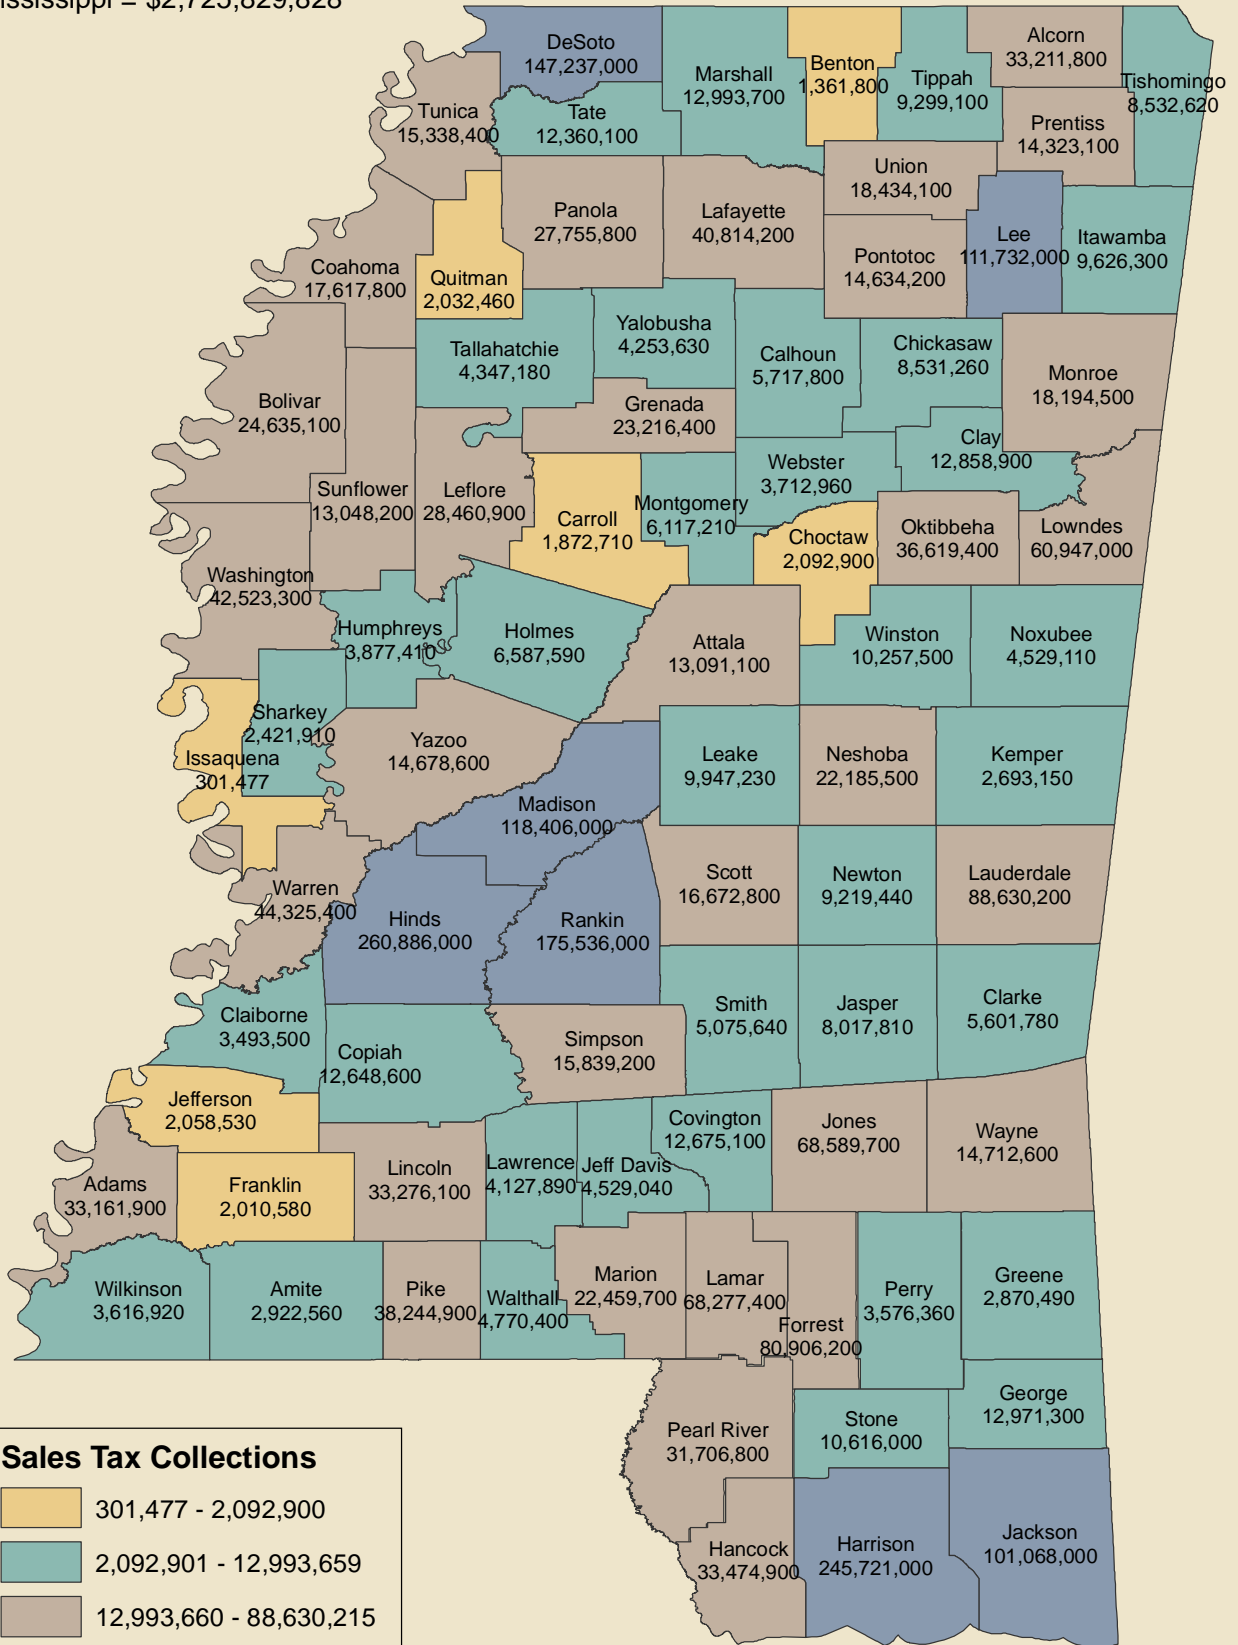 ississippi = $2,725,829,828
DeSoto
147,237,000
Marshall
12,993,700
Benton
1,361,800
Tippah
9,299,100
Alcorn
33,211,800
Tishomingo
8,532,620
Tunica
15,338,400
Tate
12,360,100
Prentiss
14,323,100
Union
18,434,100
Panola
27,755,800
Lafayette
40,814,200
Lee
111,732,000
Itawamba
9,626,300
Pontotoc
14,634,200
Coahoma
17,617,800
Quitman
2,032,460
Yalobusha
4,253,630
Tallahatchie
4,347,180
Calhoun
5,717,800
Chickasaw
8,531,260
Monroe
18,194,500
Bolivar
24,635,100
Grenada
23,216,400
Clay
12,858,900
Webster
3,712,960
Sunflower
13,048,200
Leflore
28,460,900
Montgomery
6,117,210
Carroll
1,872,710
Choctaw
2,092,900
Oktibbeha
36,619,400
Lowndes
60,947,000
Washington
42,523,300
Humphreys
3,877,410
Holmes
6,587,590
Attala
13,091,100
Winston
10,257,500
Noxubee
4,529,110
Sharkey
2,421,910
Issaquena
301,477
Yazoo
14,678,600
Leake
9,947,230
Neshoba
22,185,500
Kemper
2,693,150
Madison
118,406,000
Warren
44,325,400
Hinds
260,886,000
Rankin
175,536,000
Scott
16,672,800
Newton
9,219,440
Lauderdale
88,630,200
Claiborne
3,493,500
Copiah
12,648,600
Simpson
15,839,200
Smith
5,075,640
Jasper
8,017,810
Clarke
5,601,780
Jefferson
2,058,530
Covington
12,675,100
Jones
68,589,700
Wayne
14,712,600
Adams
33,161,900
Franklin
2,010,580
Lincoln
33,276,100
Lawrence
4,127,890
Jeff Davis
4,529,040
Wilkinson
3,616,920
Amite
2,922,560
Pike
38,244,900
Walthall
4,770,400
Marion
22,459,700
Lamar
68,277,400
Forrest
80,906,200
Perry
3,576,360
Greene
2,870,490
Pearl River
31,706,800
Stone
10,616,000
George
12,971,300
Hancock
33,474,900
Harrison
245,721,000
Jackson
101,068,000
Sales Tax Collections
301,477 - 2,092,900
2,092,901 - 12,993,659
12,993,660 - 88,630,215